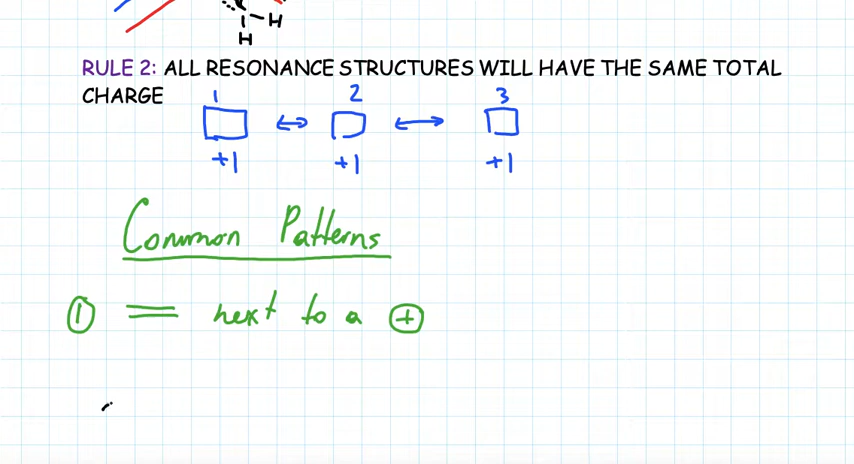 H
H
RULE 2: ALL RESONANCE STRUCTURES WILL HAVE THE SAME TOTAL
CHARGE
1 2 3
+1 +1 +1
Common Patterns
1 = next to a +